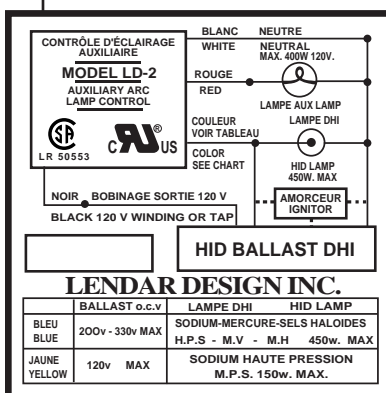 CONTRÔLE D'ÉCLAIRAGE
AUXILIAIRE
MODEL LD-2
AUXILIARY ARC
LAMP CONTROL
SA
LR 50553
C UR ® US
BLANC NEUTRE
WHITE NEUTRAL
MAX. 400W 120V.
ROUGE
RED
LAMPE AUX LAMP
COULEUR
VOIR TABLEAU
COLOR
SEE CHART
LAMPE DHI
HID LAMP
450W. MAX
NOIR BOBINAGE SORTIE 120 V
BLACK 120 V WINDING OR TAP
AMORCEUR
IGNITOR
HID BALLAST DHI
LENDAR DESIGN INC.
BALLAST o.c.v LAMPE DHI HID LAMP
BLEU
BLUE
200v - 330v MAX
SODIUM-MERCURE-SELS HALOIDES
H.P.S - M.V - M.H 450w. MAX
JAUNE
YELLOW
120v MAX
SODIUM HAUTE PRESSION
M.P.S. 150w. MAX.